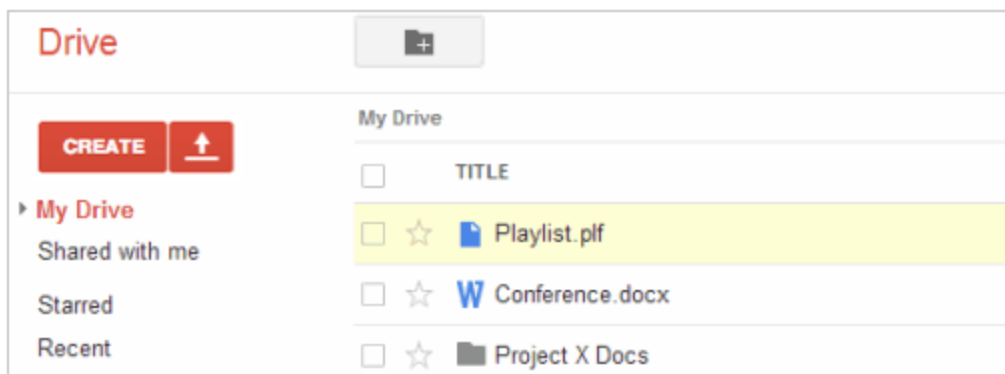 Drive
CREATE
My Drive
Shared with me
Starred
Recent
My Drive
TITLE
Playlist.plf
Conference.docx
Project X Docs